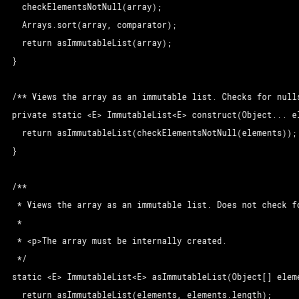 checkElementsNotNull(array);
Arrays.sort(array, comparator);
return asImmutableList(array);
}
/** Views the array as an immutable list. Checks for nulls
private static <E> ImmutableList<E> construct(Object... el
return asImmutableList(checkElementsNotNull(elements));
}
/**
* Views the array as an immutable list. Does not check fo
*
* <p>The array must be internally created.
*/
static <E> ImmutableList<E> asImmutableList(Object[] eleme
return asImmutableList(elements, elements.length);